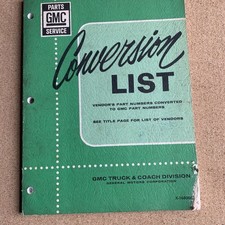 PARTS
GMC
SERVICE
Conversion
LIST
VENDOR'S PART NUMBERS CONVERTED
TO GMC PART NUMBERS
SEE TITLE PAGE FOR LIST OF VENDORS
GMC TRUCK & COACH DIVISION
GENERAL MOTORS CORPORATION